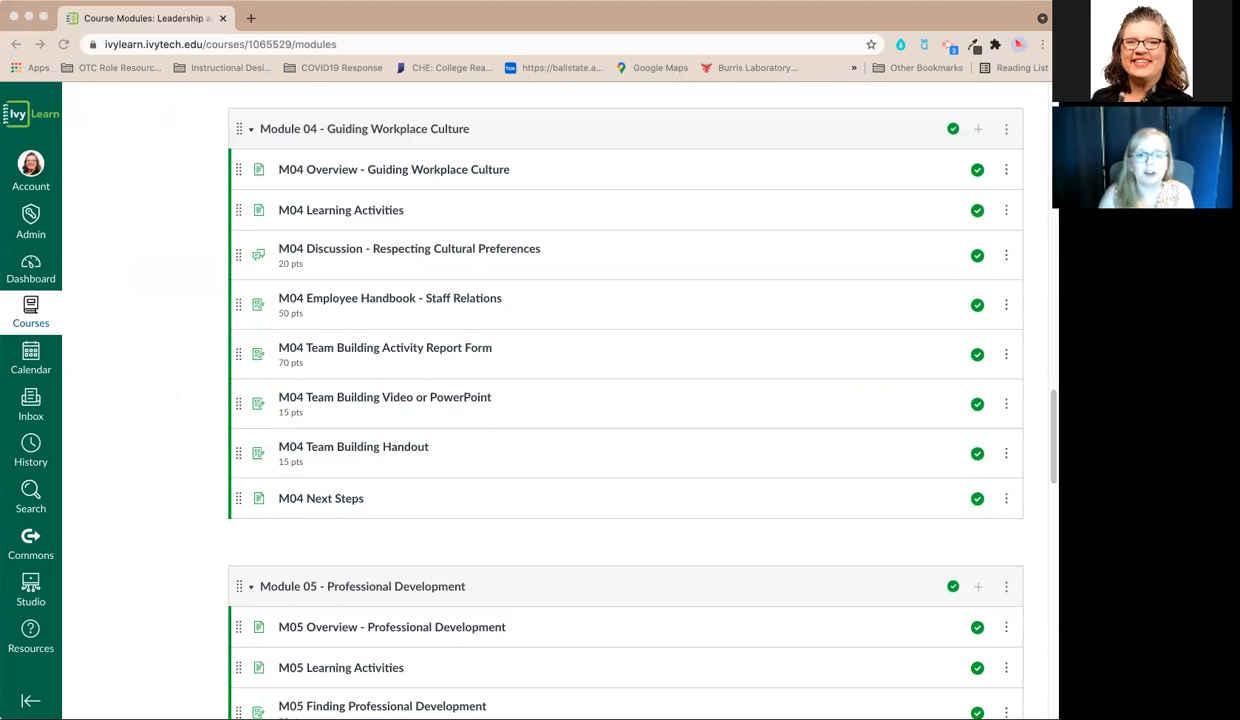 Course Modules: Leadership a
ivylearn.ivytech.edu/courses/1065529/modules
3
Apps
OTC Role Resourc...
Instructional Desi...
COVID19 Response
CHE: College Rea...
https://ballstate.a...
Google Maps
Burris Laboratory...
»
Other Bookmarks
Reading List
Ivy Learn
Account
Admin
Dashboard
Courses
Calendar
Inbox
History
Search
Commons
Studio
Resources
Module 04 - Guiding Workplace Culture
M04 Overview - Guiding Workplace Culture
M04 Learning Activities
M04 Discussion - Respecting Cultural Preferences
20 pts
M04 Employee Handbook - Staff Relations
50 pts
M04 Team Building Activity Report Form
70 pts
M04 Team Building Video or PowerPoint
15 pts
M04 Team Building Handout
15 pts
M04 Next Steps
Module 05 - Professional Development
M05 Overview - Professional Development
M05 Learning Activities
M05 Finding Professional Development